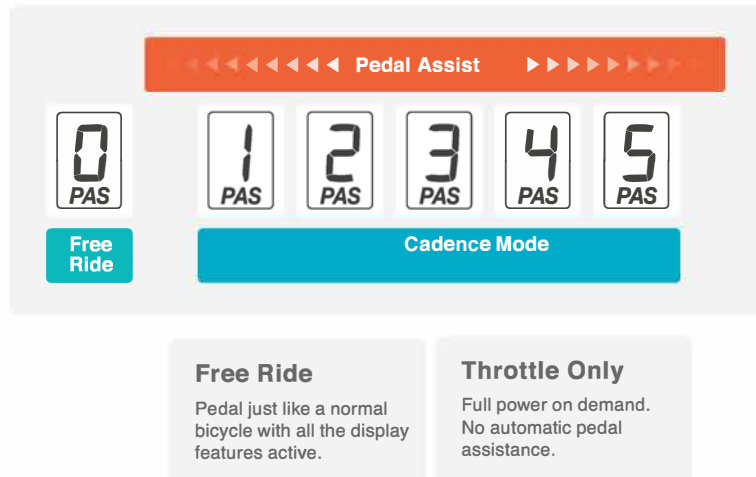 Pedal Assist
0 1 2 3 4 5
PAS PAS PAS PAS PAS PAS
Free
Ride
Cadence Mode
Free Ride
Pedal just like a normal
bicycle with all the display
features active.
Throttle Only
Full power on demand.
No automatic pedal
assistance.